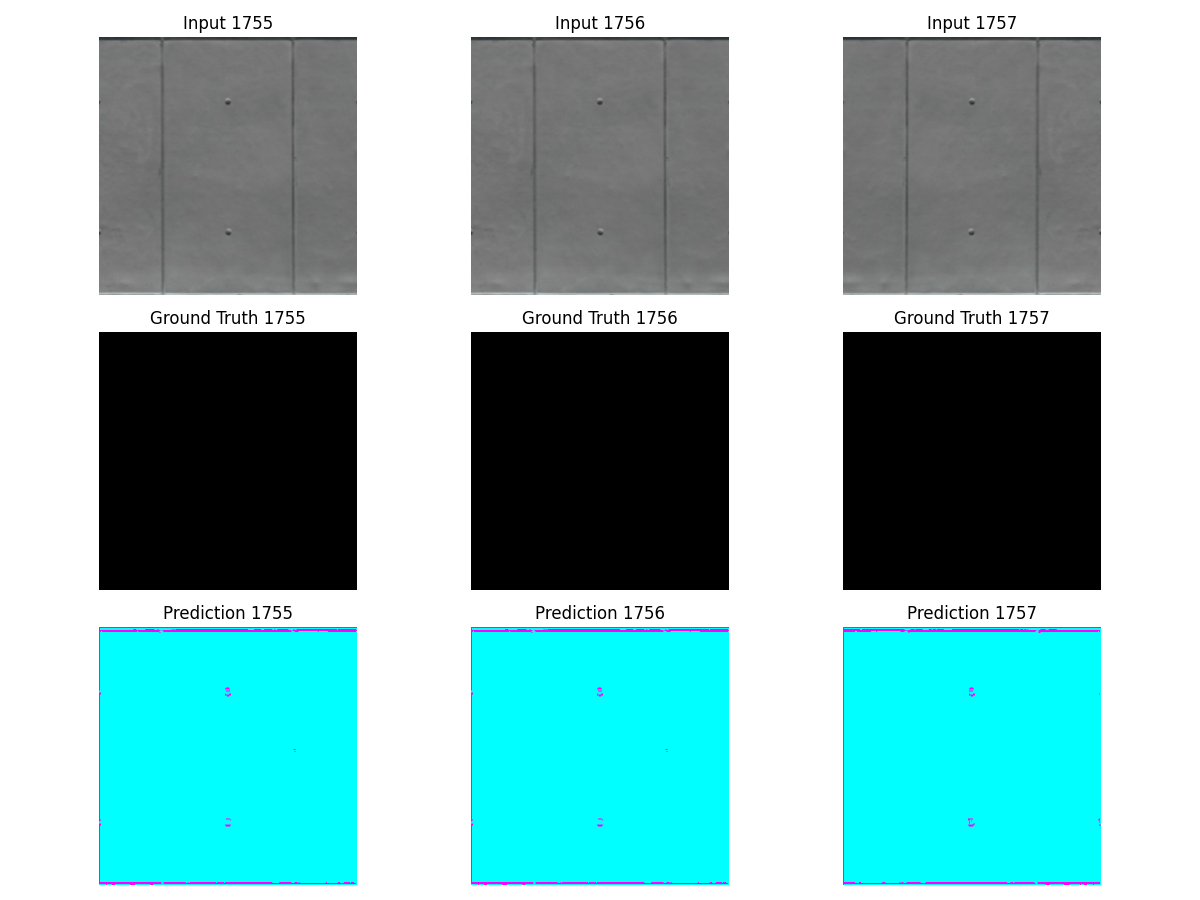 Input 1755
Input 1756
Input 1757
Ground Truth 1755
Ground Truth 1756
Ground Truth 1757
Prediction 1755
Prediction 1756
Prediction 1757